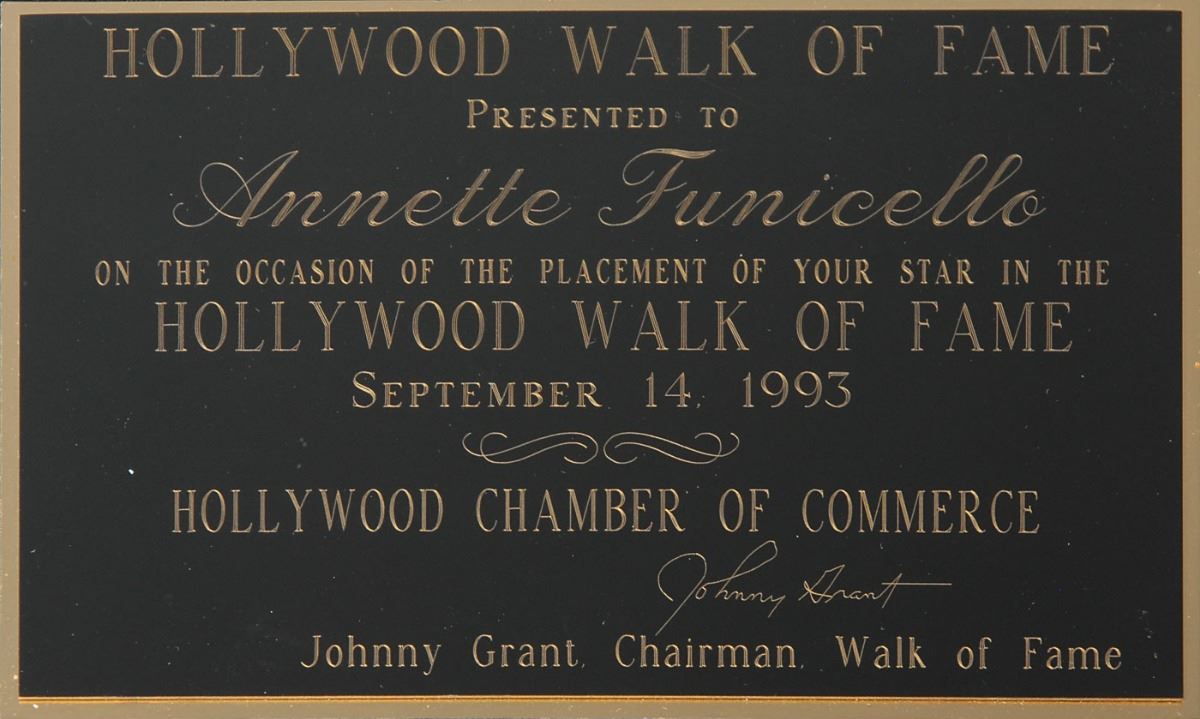 HOLLYWOOD WALK OF FAME
PRESENTED TO
Annette Funicello
ON THE OCCASION OF THE PLACEMENT OF YOUR STAR IN THE
HOLLYWOOD WALK OF FAME
SEPTEMBER 14, 1993
HOLLYWOOD CHAMBER OF COMMERCE
Johnny Grant
Johnny Grant, Chairman, Walk of Fame